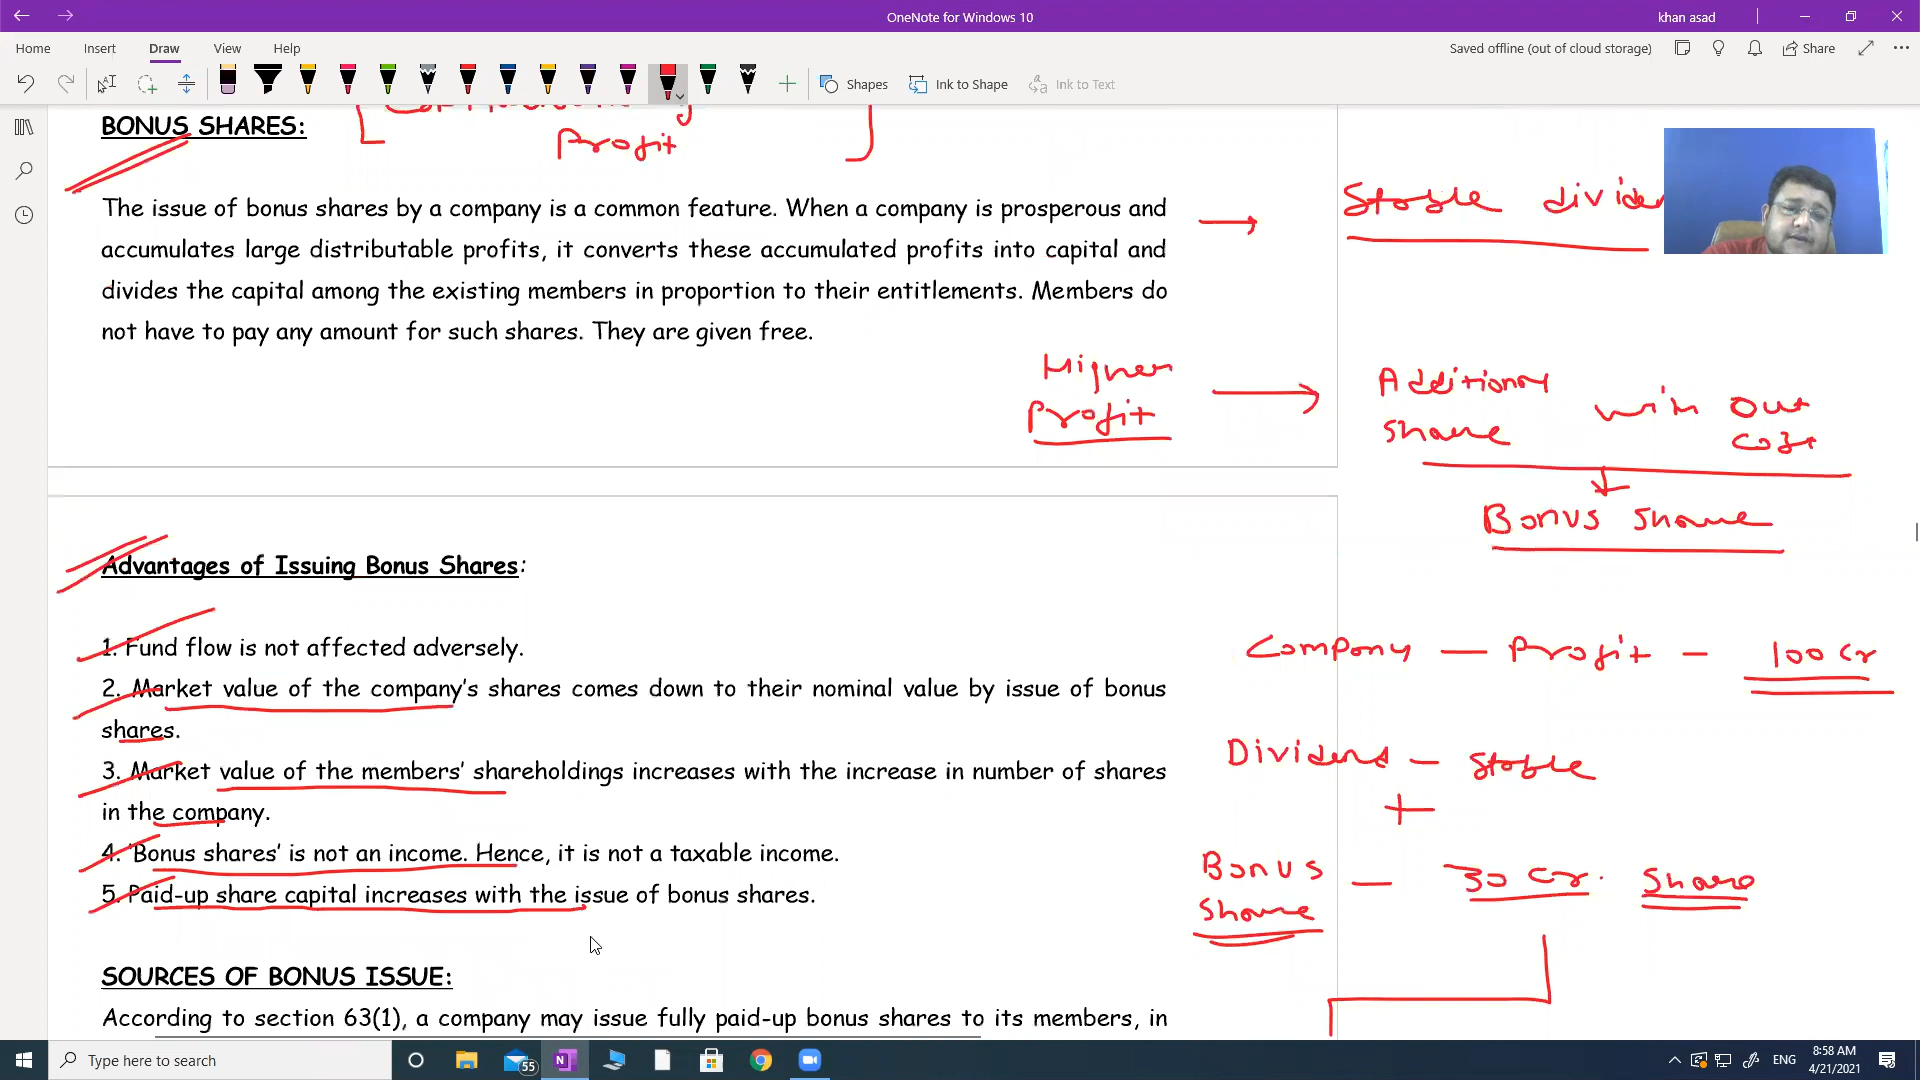 OneNote for Windows 10
khan asad
Home Insert Draw View Help
Saved offline (out of cloud storage)
Share
Shapes
Ink to Shape
Ink to Text
BONUS SHARES:
Profit
The issue of bonus shares by a company is a common feature. When a company is prosperous and
accumulates large distributable profits, it converts these accumulated profits into capital and
divides the capital among the existing members in proportion to their entitlements. Members do
not have to pay any amount for such shares. They are given free.
Stable dividen
Higher
Profit
Additional
Share
with out
cost
Bonus Share
Advantages of Issuing Bonus Shares:
1. Fund flow is not affected adversely.
2. Market value of the company's shares comes down to their nominal value by issue of bonus
shares.
3. Market value of the members' shareholdings increases with the increase in number of shares
in the company.
4. 'Bonus shares' is not an income. Hence, it is not a taxable income.
5. Paid-up share capital increases with the issue of bonus shares.
Company — Profit — 100 Cr
Dividend — Stable
+
Bonus
Share
— 30 Cr. Share
SOURCES OF BONUS ISSUE:
According to section 63(1), a company may issue fully paid-up bonus shares to its members, in
Type here to search
55
ENG
8:58 AM
4/21/2021